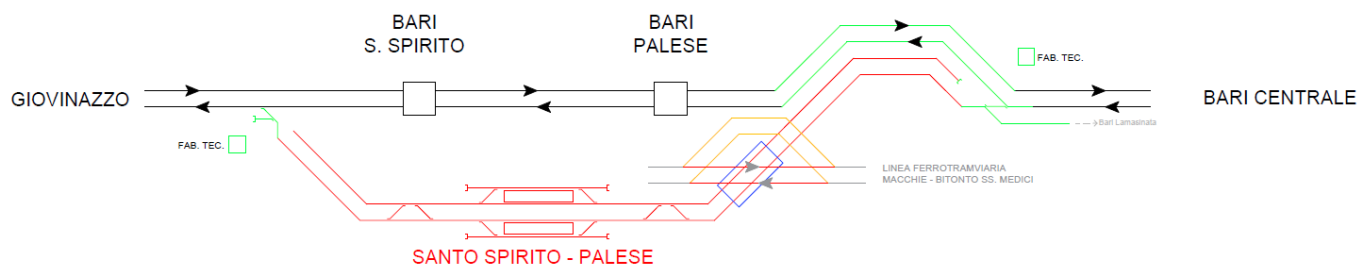 BARI
S. SPIRITO
BARI
PALESE
FAB. TEC.
GIOVINAZZO
BARI CENTRALE
Bari Lamasinata
FAB. TEC.
LINEA FERROTRAMVIARIA
MACCHIE - BITONTO SS. MEDICI
SANTO SPIRITO - PALESE